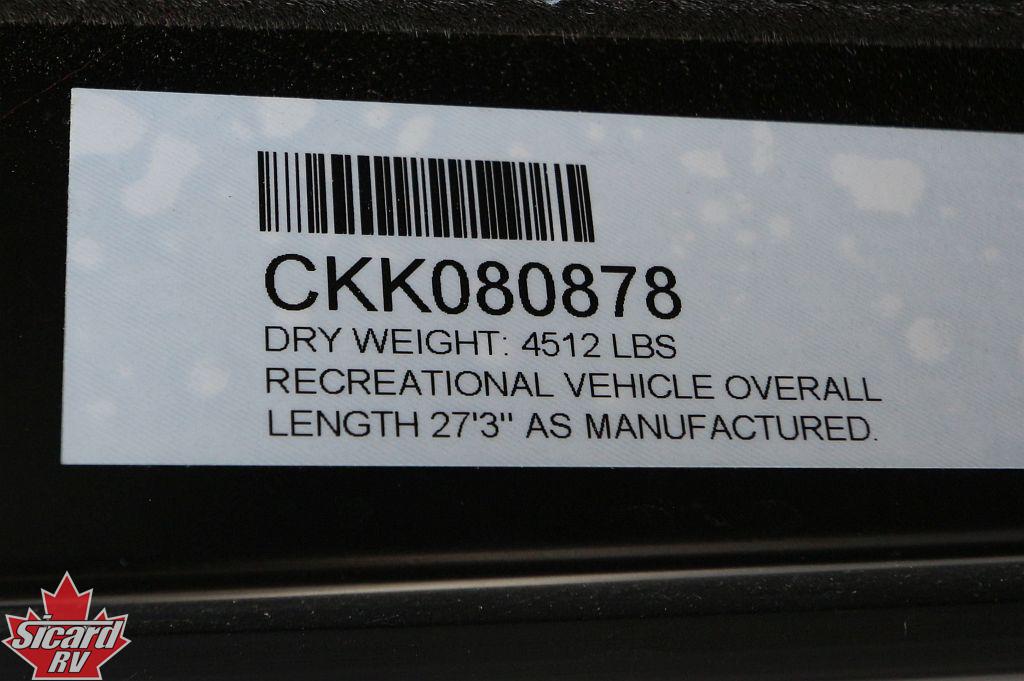 CKK080878
DRY WEIGHT: 4512 LBS
RECREATIONAL VEHICLE OVERALL
LENGTH 27'3" AS MANUFACTURED.
Sicard
RV